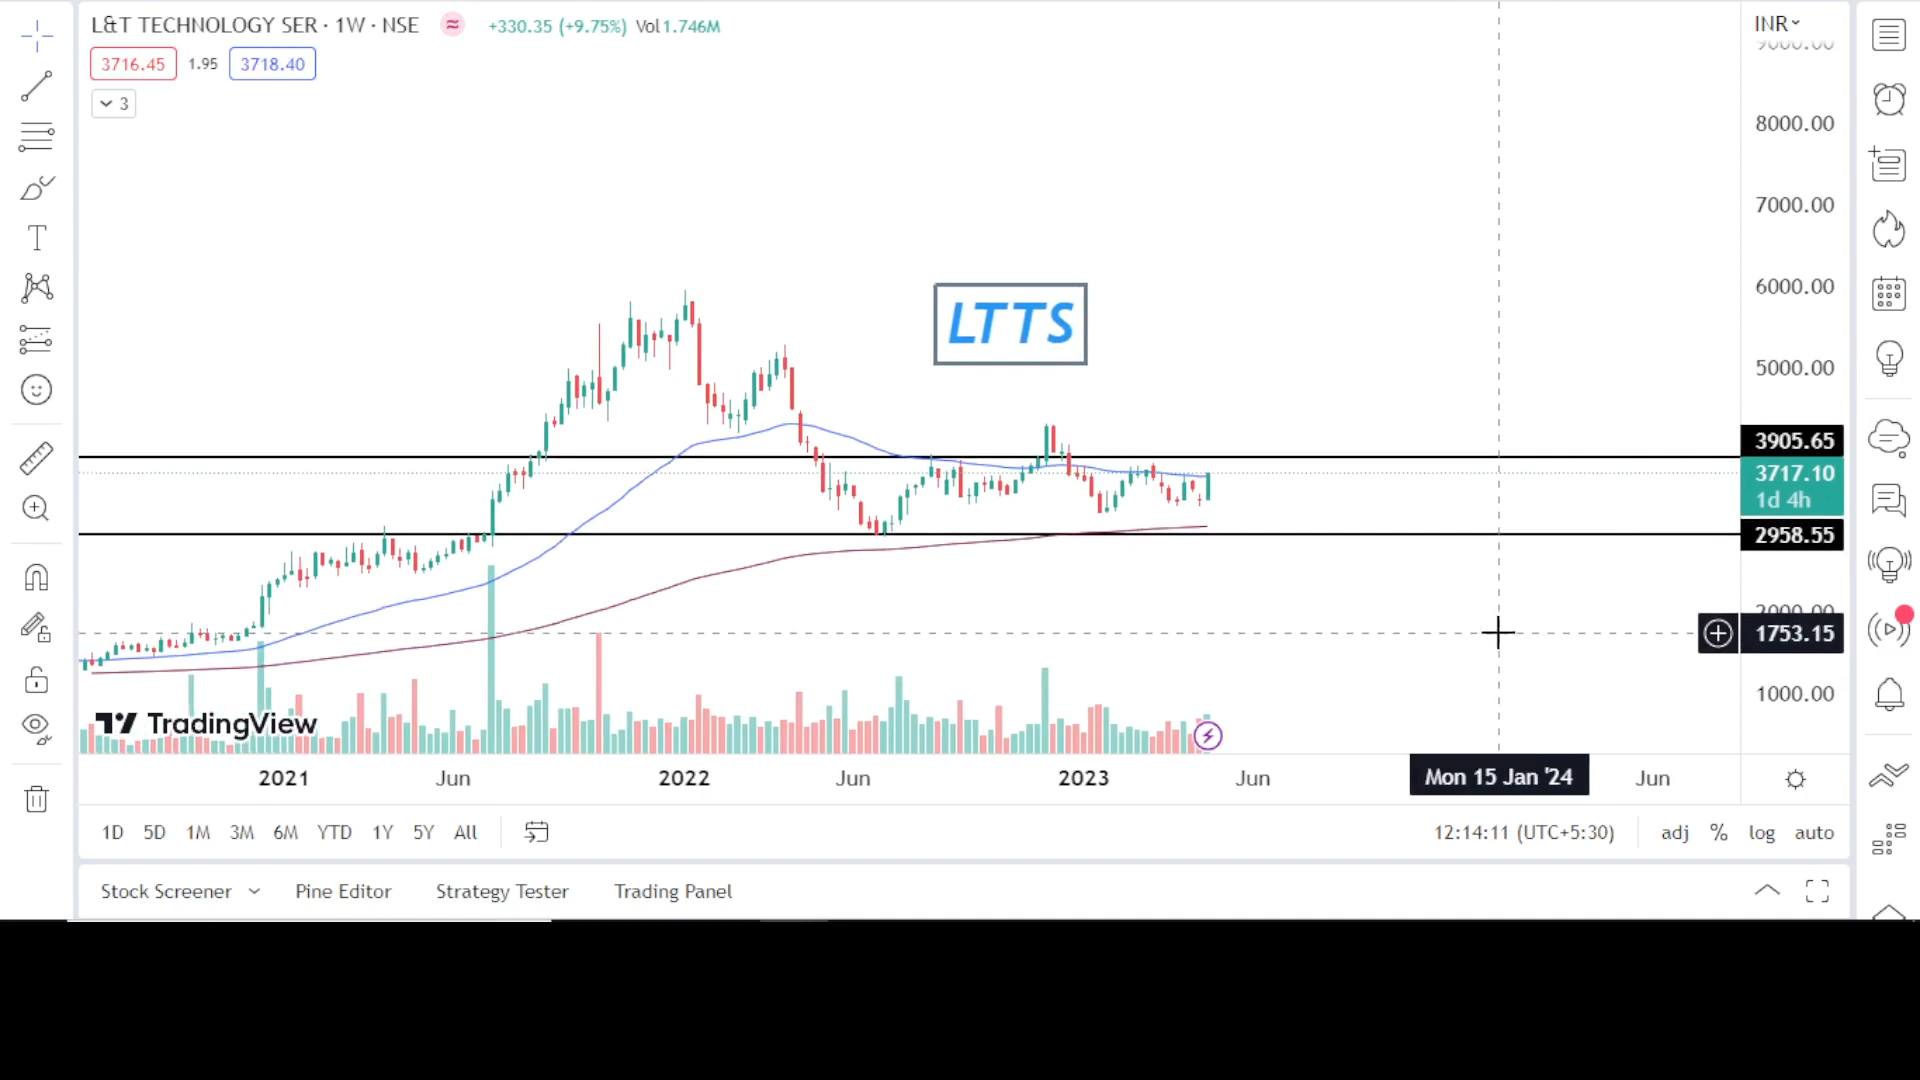 L&T TECHNOLOGY SER · 1W · NSE ≈ +330.35 (+9.75%) Vol 1.746M
INR
9000.00
3716.45 1.95 3718.40
3
8000.00
7000.00
6000.00
LTTS
5000.00
3905.65
3717.10
1d 4h
2958.55
2000.00
1753.15
1000.00
TradingView
2021 Jun 2022 Jun 2023 Jun Mon 15 Jan '24 Jun
1D 5D 1M 3M 6M YTD 1Y 5Y All 12:14:11 (UTC+5:30) adj % log auto
Stock Screener Pine Editor Strategy Tester Trading Panel